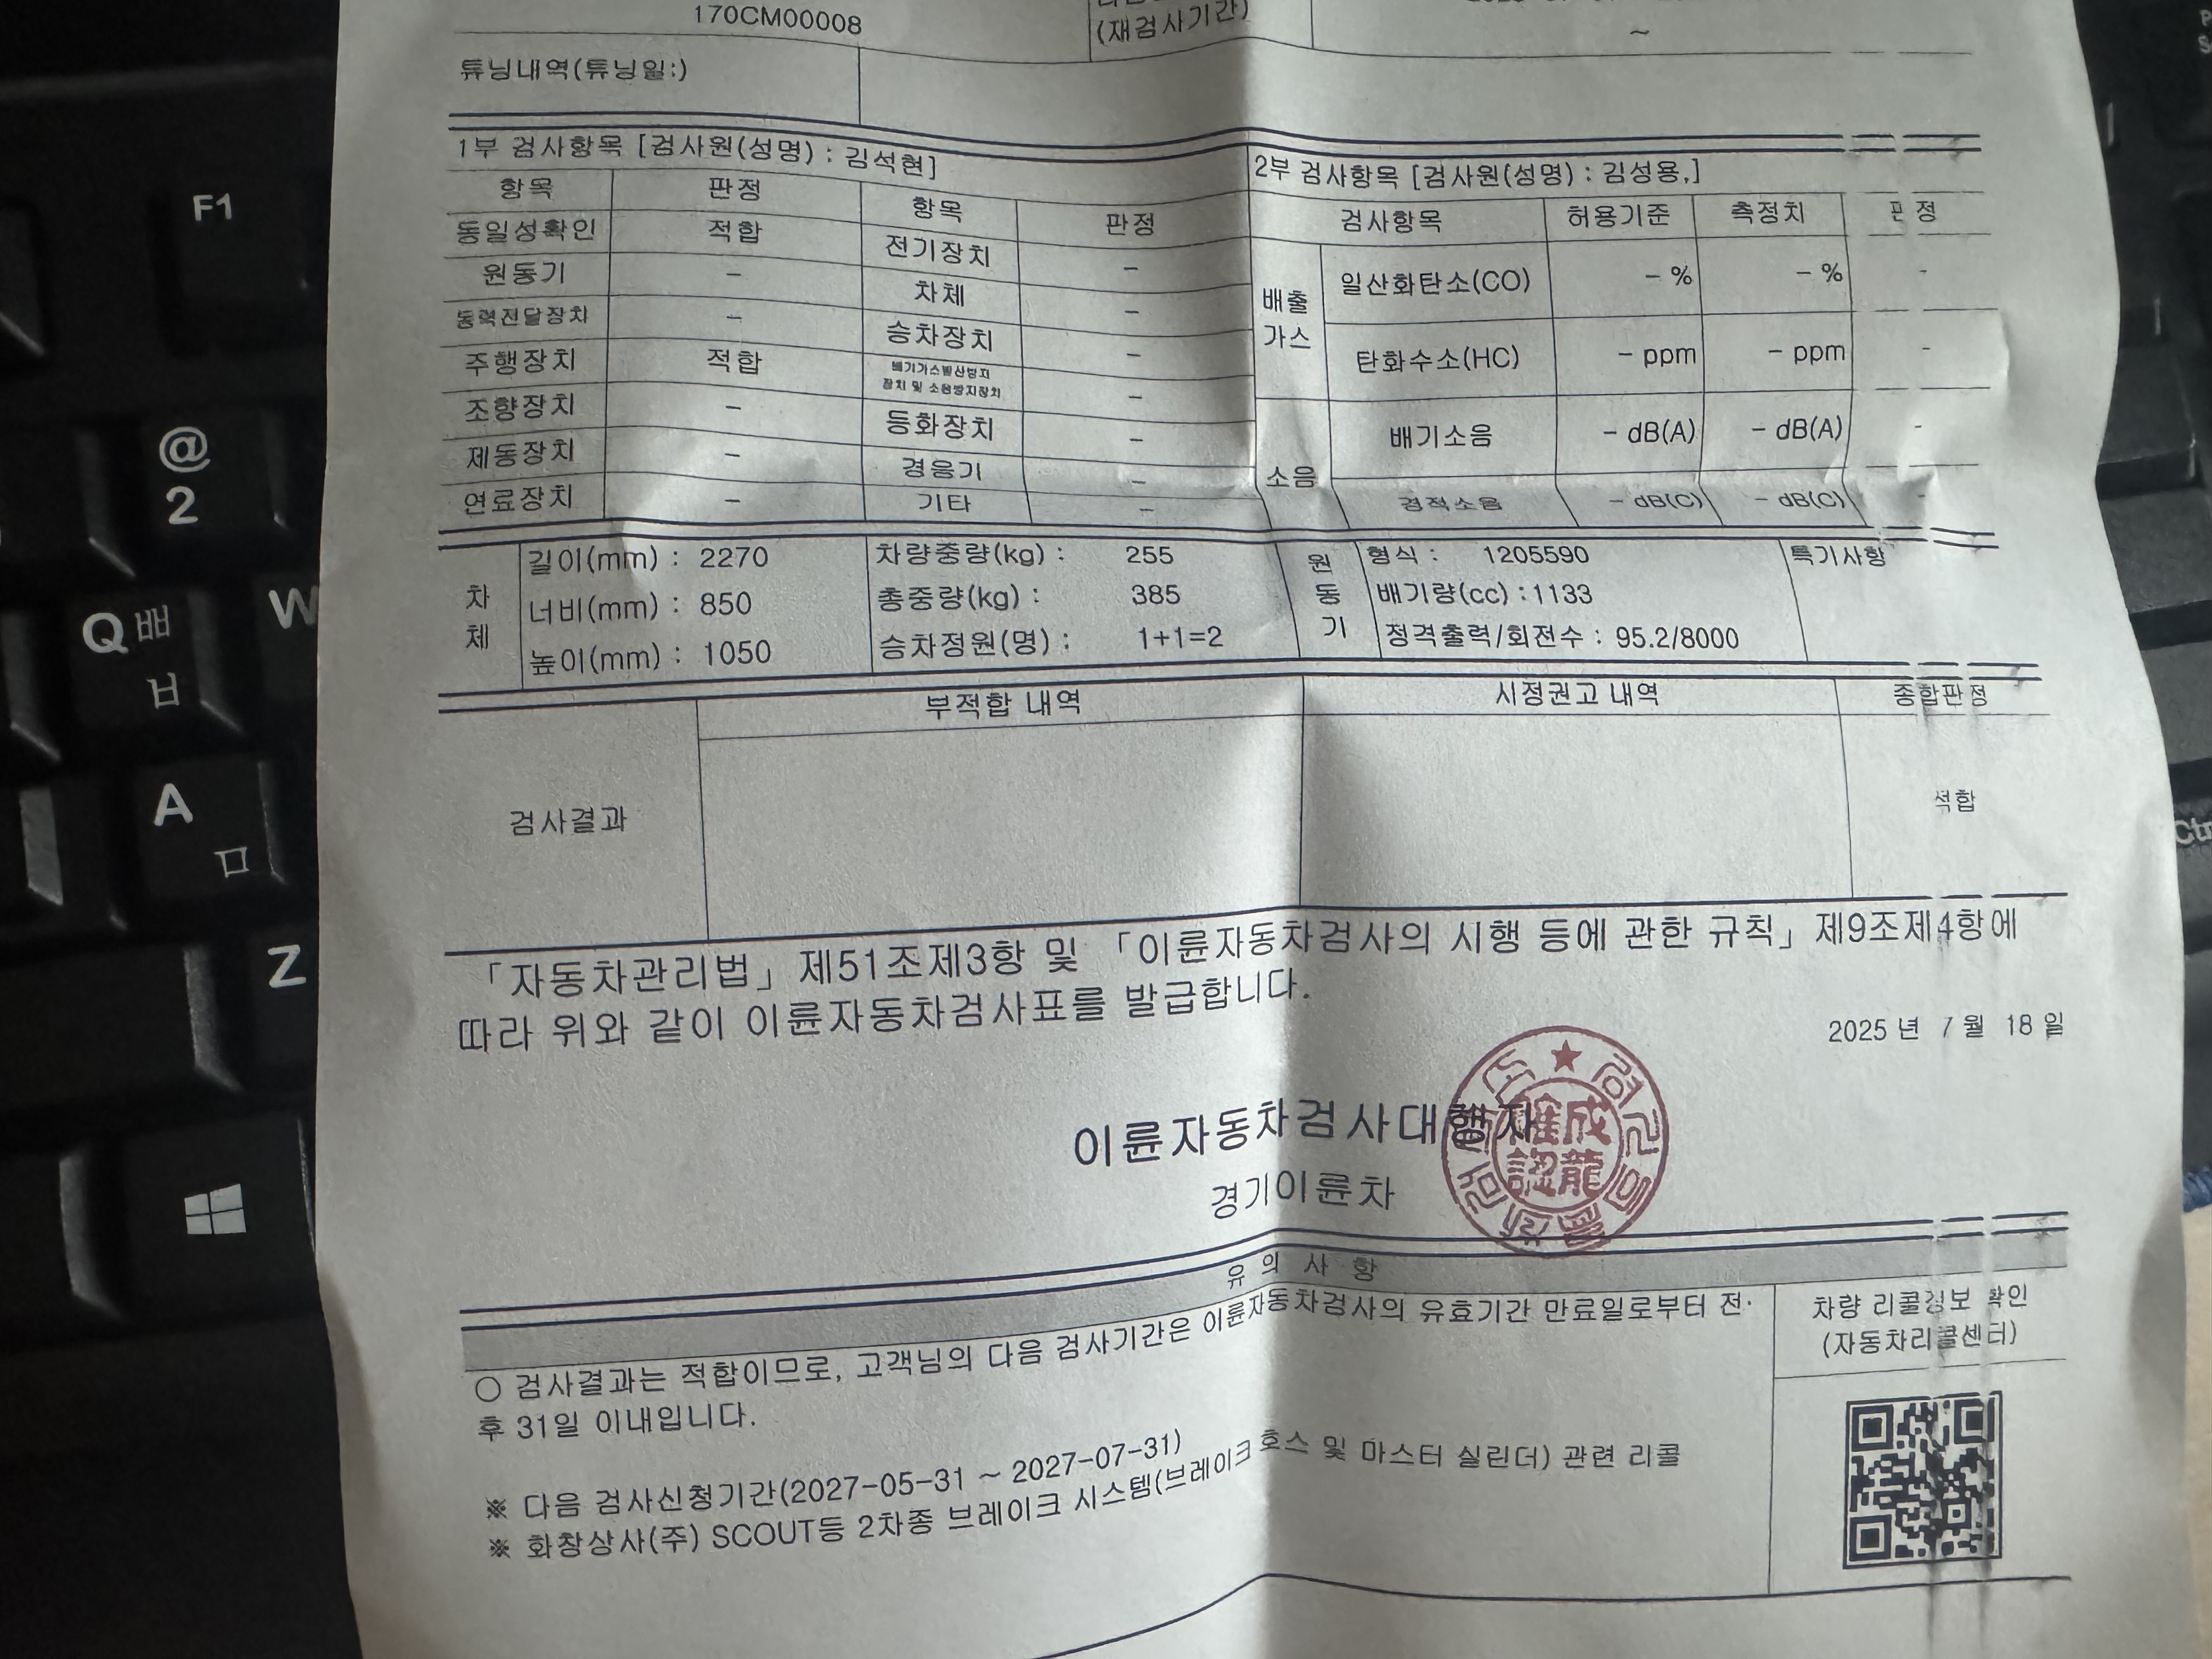 170CM00008
(재검사기간)
~
튜닝내역(튜닝일:)
1부 검사항목 [검사원(성명) : 김석현]
2부 검사항목 [검사원(성명) : 김성용,]
항목 판정 항목 판정
검사항목 허용기준 측정치 판정
동일성확인 적합 전기장치 -
원동기 - 차체 -
동력전달장치 - 승차장치 -
주행장치 적합 배기가스발산방지장치 및 소음방지장치 -
조향장치 - 등화장치 -
제동장치 - 경음기 -
연료장치 - 기타 -
배출가스 일산화탄소(CO) - % - % -
탄화수소(HC) - ppm - ppm -
소음 배기소음 - dB(A) - dB(A) -
경적소음 - dB(C) - dB(C) -
차체 길이(mm) : 2270 차량중량(kg) : 255 원동기 형식 : 1205590 특기사항
너비(mm) : 850 총중량(kg) : 385 배기량(cc) :1133
높이(mm) : 1050 승차정원(명) : 1+1=2 정격출력/회전수 : 95.2/8000
부적합 내역 시정권고 내역 종합판정
검사결과 적합
「자동차관리법」제51조제3항 및 「이륜자동차검사의 시행 등에 관한 규칙」제9조제4항에
따라 위와 같이 이륜자동차검사표를 발급합니다.
2025 년 7 월 18 일
이륜자동차검사대행자
경기이륜차
유 의 사 항
○ 검사결과는 적합이므로, 고객님의 다음 검사기간은 이륜자동차검사의 유효기간 만료일로부터 전·
후 31일 이내입니다.
※ 다음 검사신청기간(2027-05-31 ~ 2027-07-31)
※ 화창상사(주) SCOUT등 2차종 브레이크 시스템(브레이크 호스 및 마스터 실린더) 관련 리콜
차량 리콜정보 확인
(자동차리콜센터)
F1
@
2
Q ㅃ
ㅂ
W
A
ㅁ
Z
Ctr